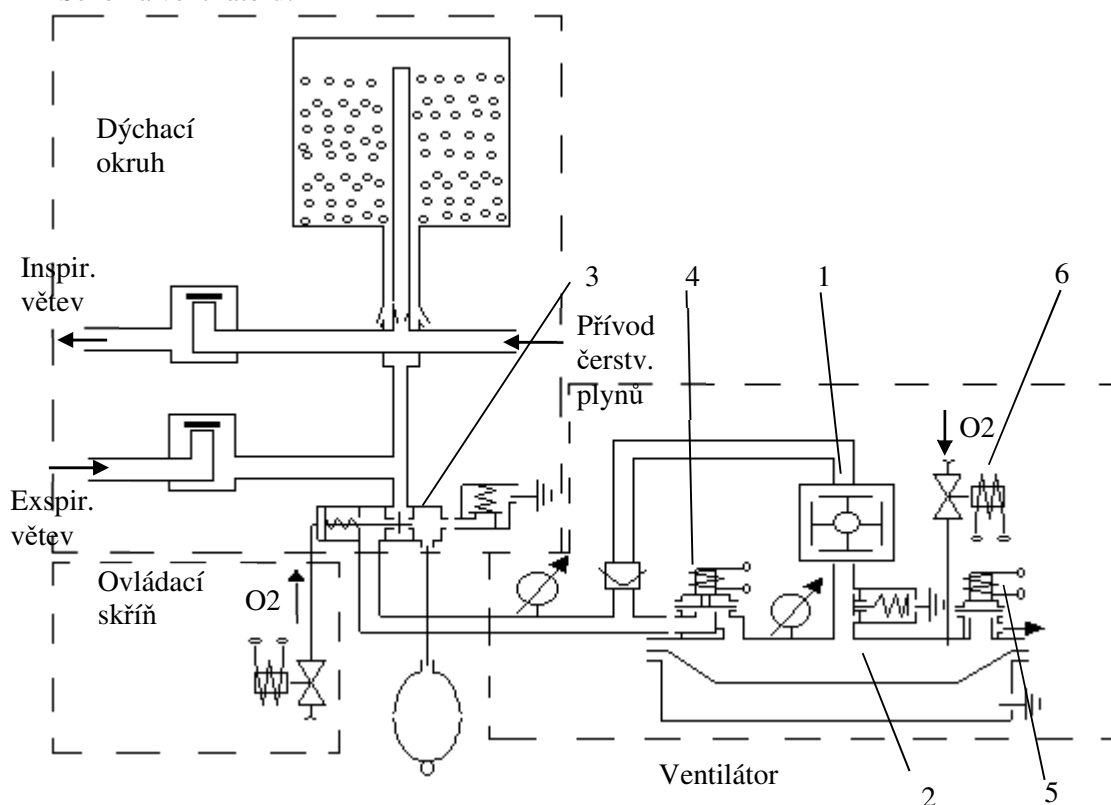 Dýchací
okruh
Inspir.
větev
3
4
1
6
Přívod
čerstv.
plynů
O2
Exspir.
větev
Ovládací
skříň
O2
Ventilátor
2
5